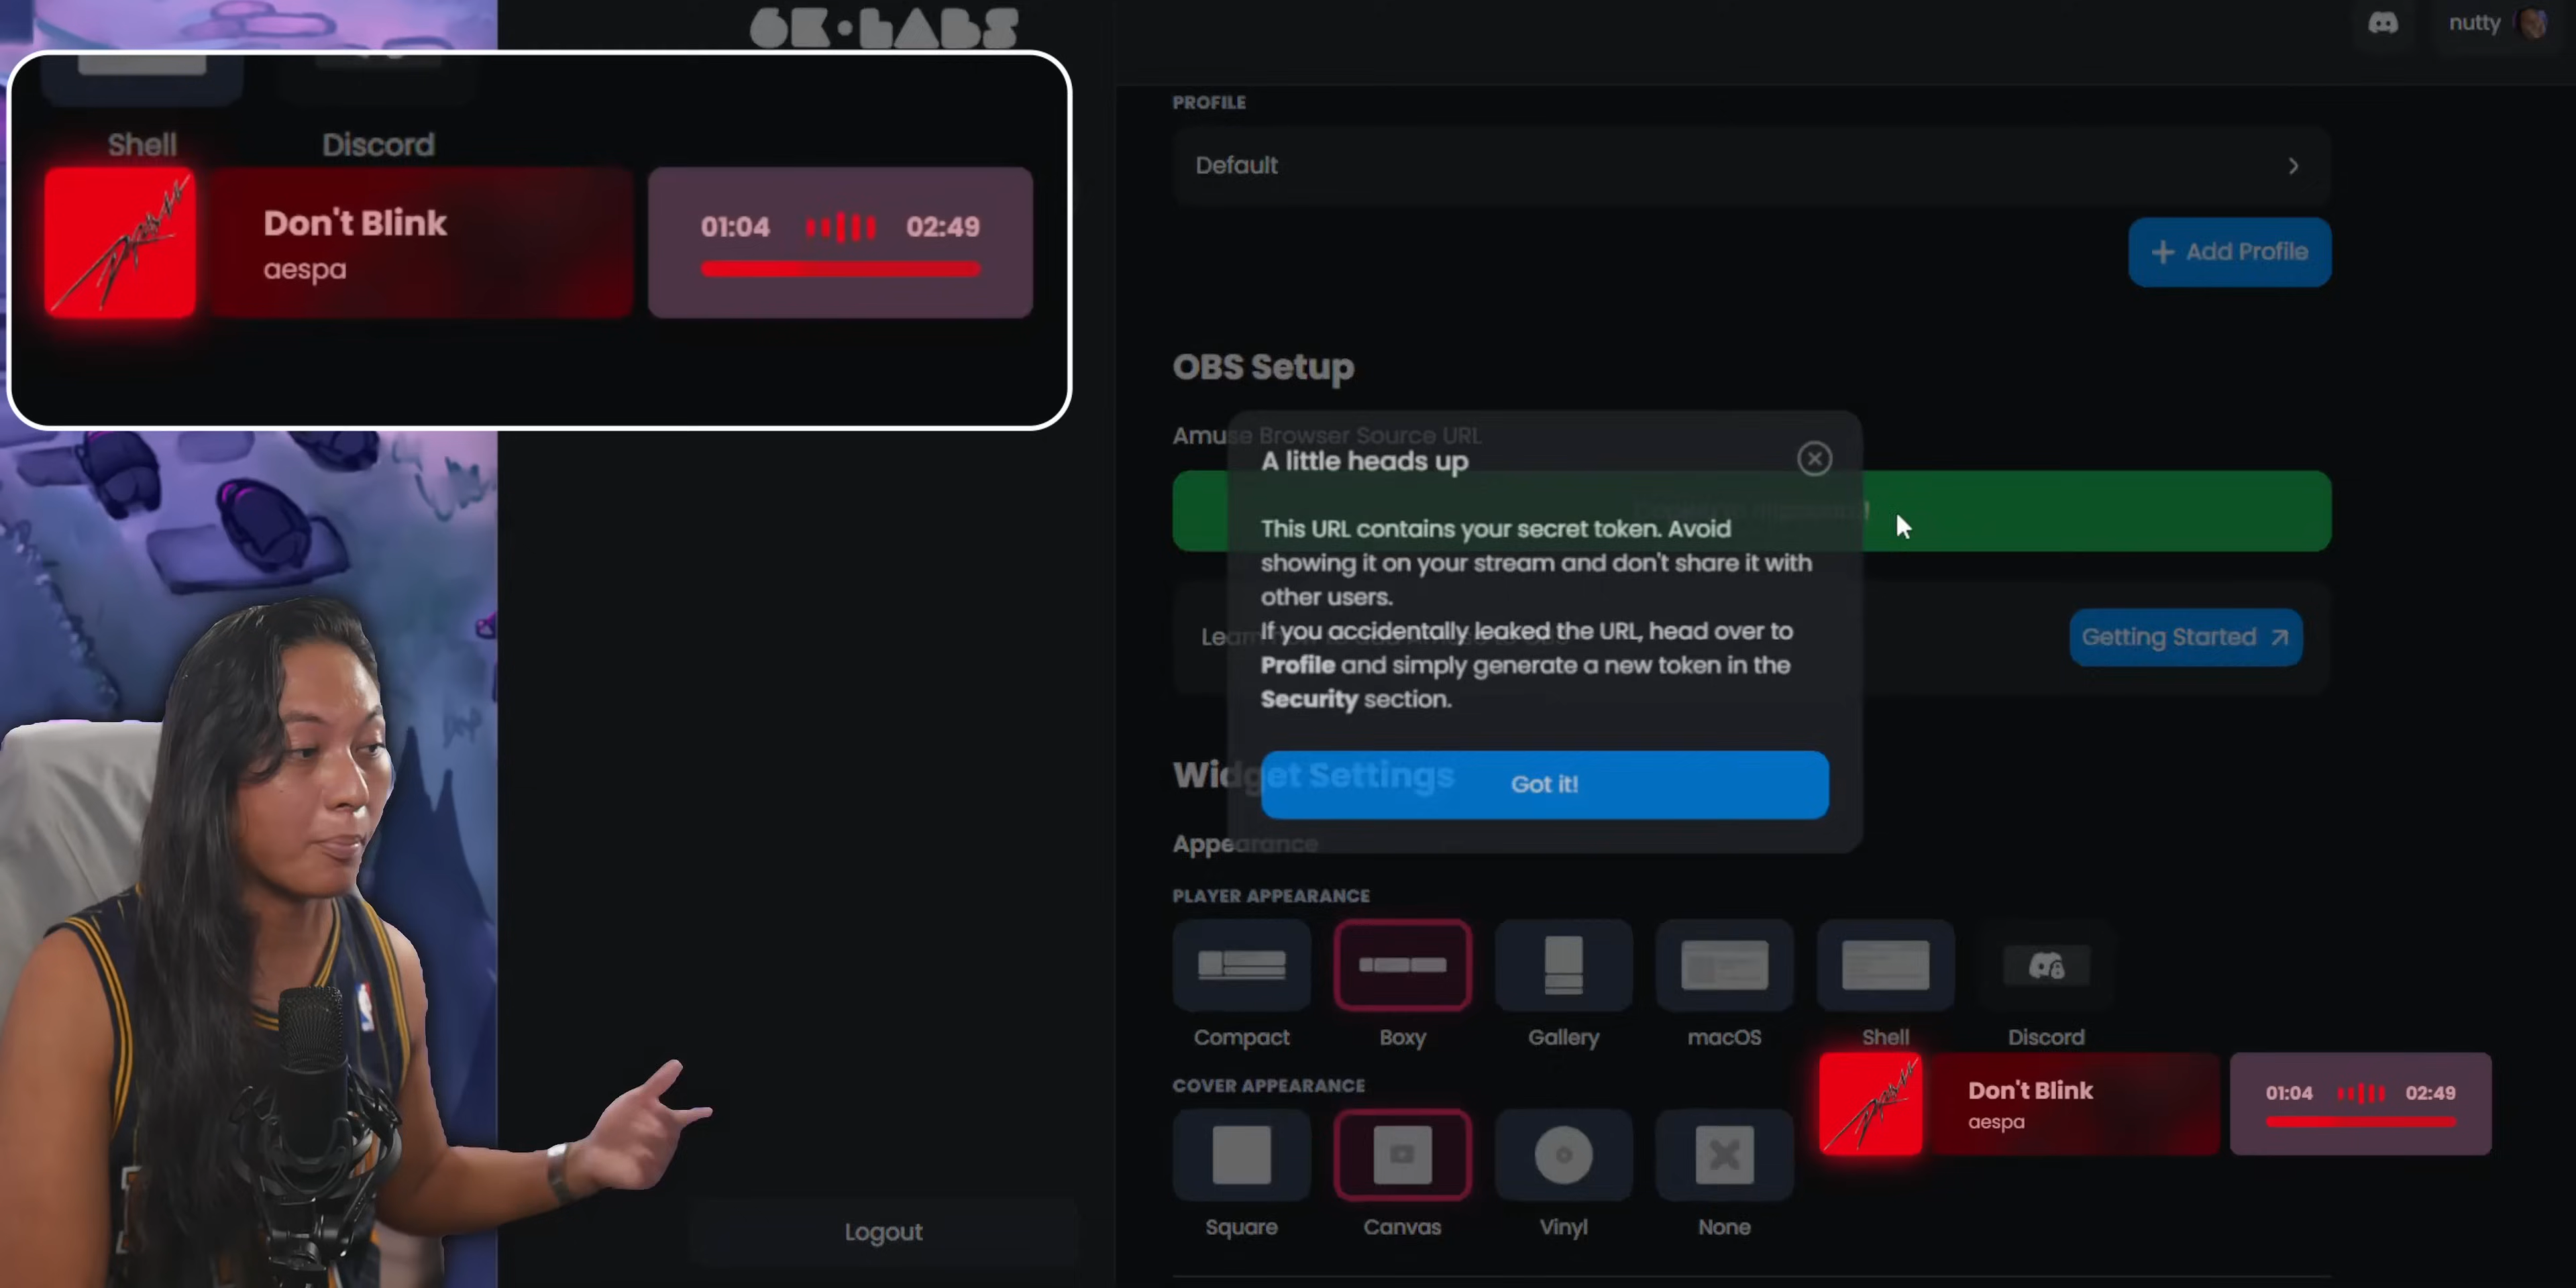 6K•LABS
nutty
Shell
Discord
Don't Blink
aespa
01:04
02:49
PROFILE
Default
+ Add Profile
OBS Setup
Amuse Browser Source URL
A little heads up
This URL contains your secret token. Avoid
showing it on your stream and don't share it with
other users.
If you accidentally leaked the URL, head over to
Profile and simply generate a new token in the
Security section.
Getting Started
Got it!
Widget Settings
Appearance
PLAYER APPEARANCE
Compact
Boxy
Gallery
macOS
Shell
Discord
COVER APPEARANCE
Don't Blink
aespa
01:04
02:49
Square
Canvas
Vinyl
None
Logout